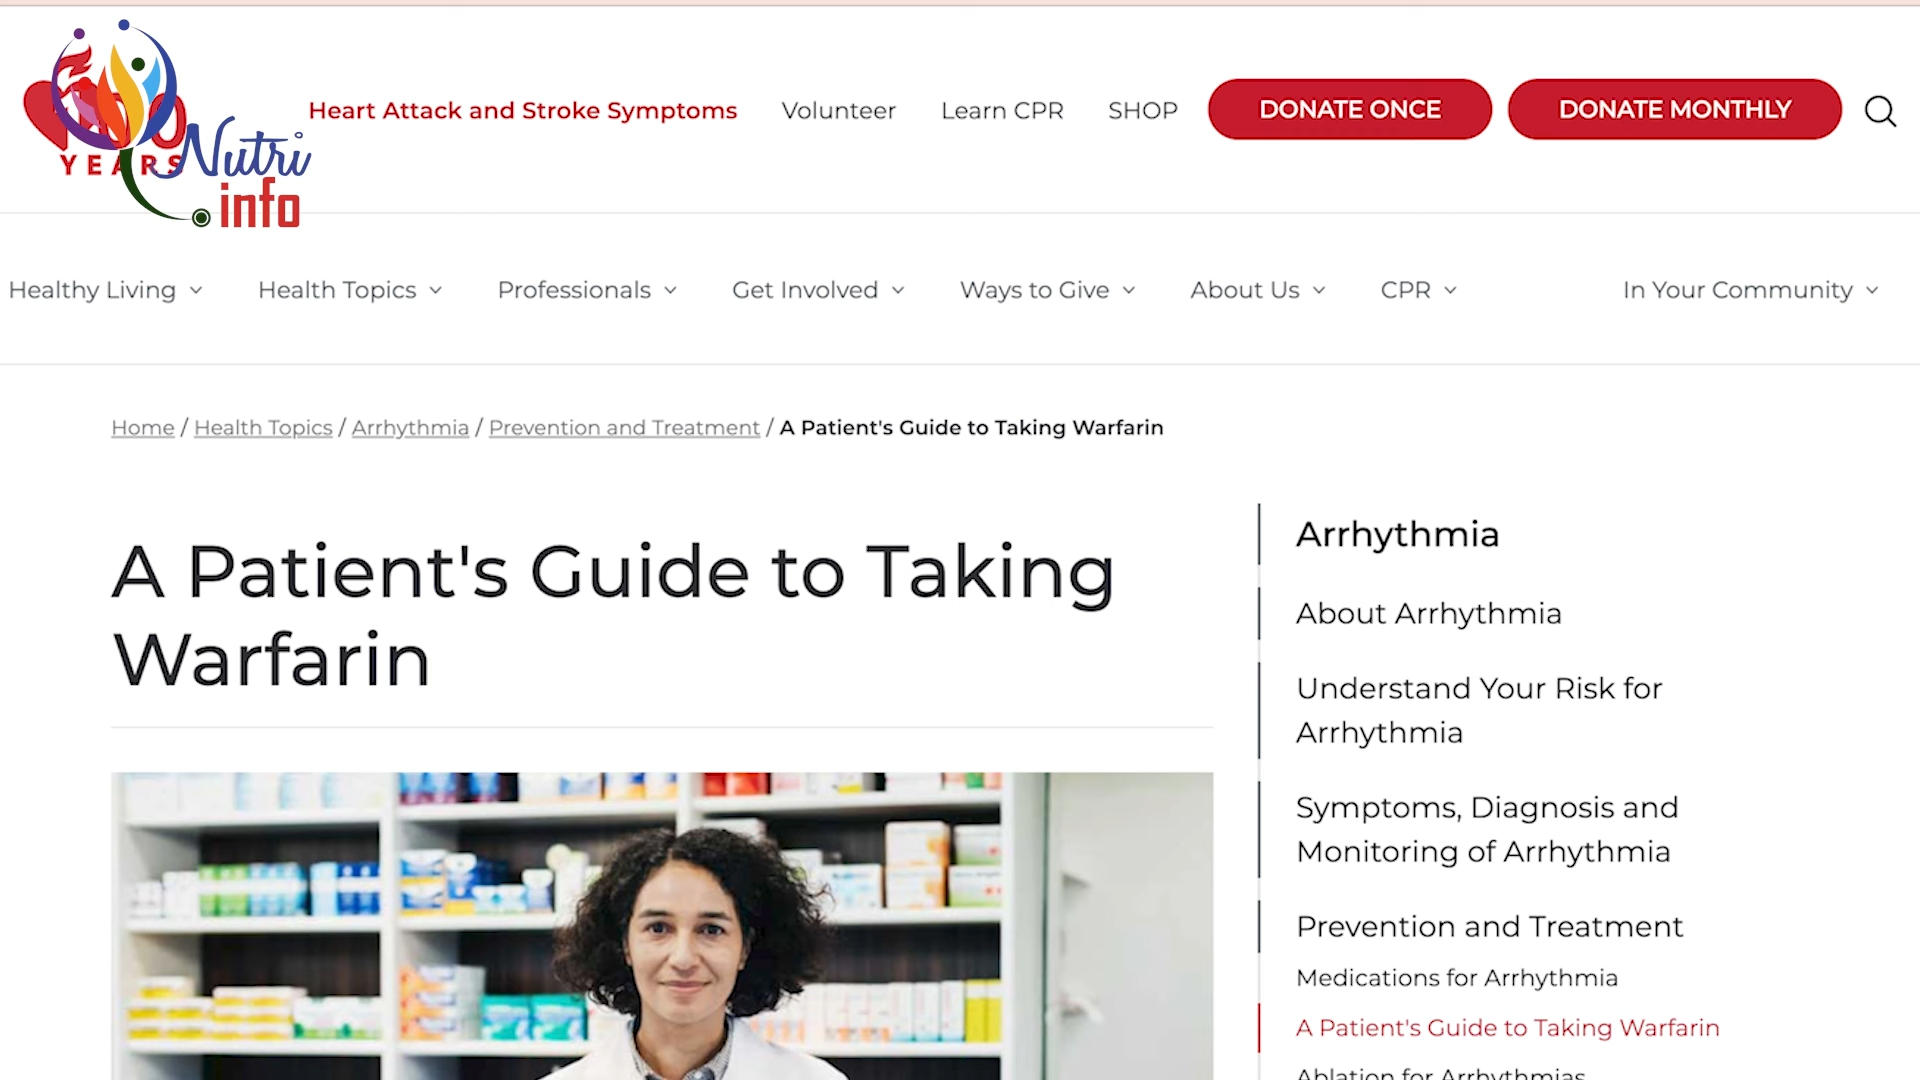 YEARS
Nutri
info
Heart Attack and Stroke Symptoms
Volunteer
Learn CPR
SHOP
DONATE ONCE
DONATE MONTHLY
Healthy Living
Health Topics
Professionals
Get Involved
Ways to Give
About Us
CPR
In Your Community
Home / Health Topics / Arrhythmia / Prevention and Treatment / A Patient's Guide to Taking Warfarin
A Patient's Guide to Taking
Warfarin
Arrhythmia
About Arrhythmia
Understand Your Risk for
Arrhythmia
Symptoms, Diagnosis and
Monitoring of Arrhythmia
Prevention and Treatment
Medications for Arrhythmia
A Patient's Guide to Taking Warfarin
Ablation for Arrhythmias